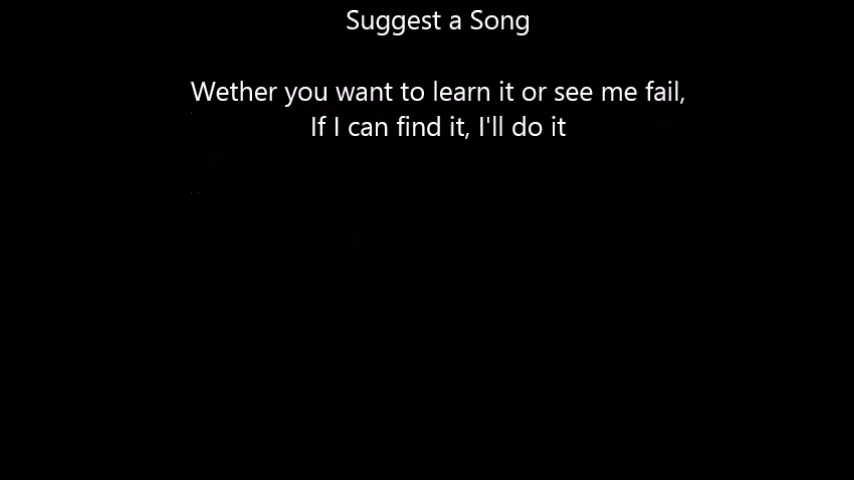 Suggest a Song
Wether you want to learn it or see me fail,
If I can find it, I'll do it